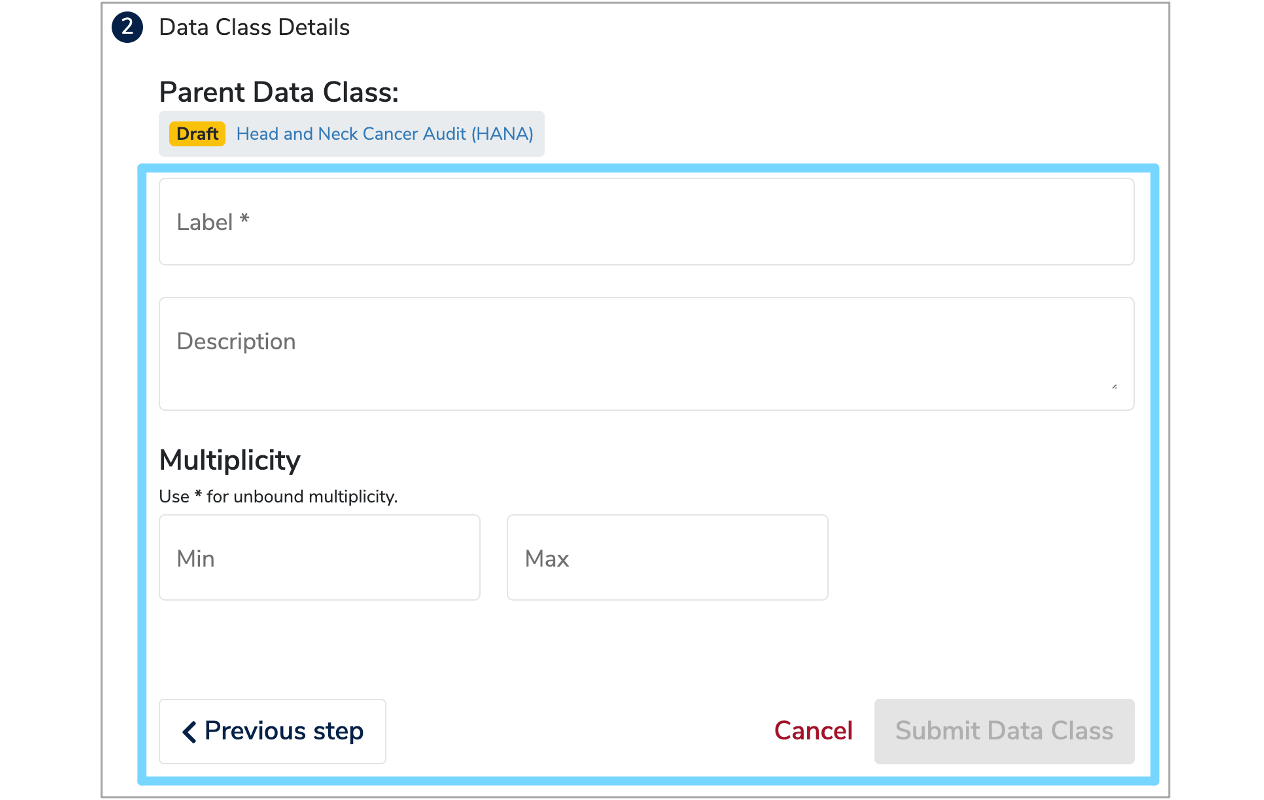 2 Data Class Details
Parent Data Class:
Draft Head and Neck Cancer Audit (HANA)
Label *
Description
Multiplicity
Use * for unbound multiplicity.
Min Max
Previous step Cancel Submit Data Class